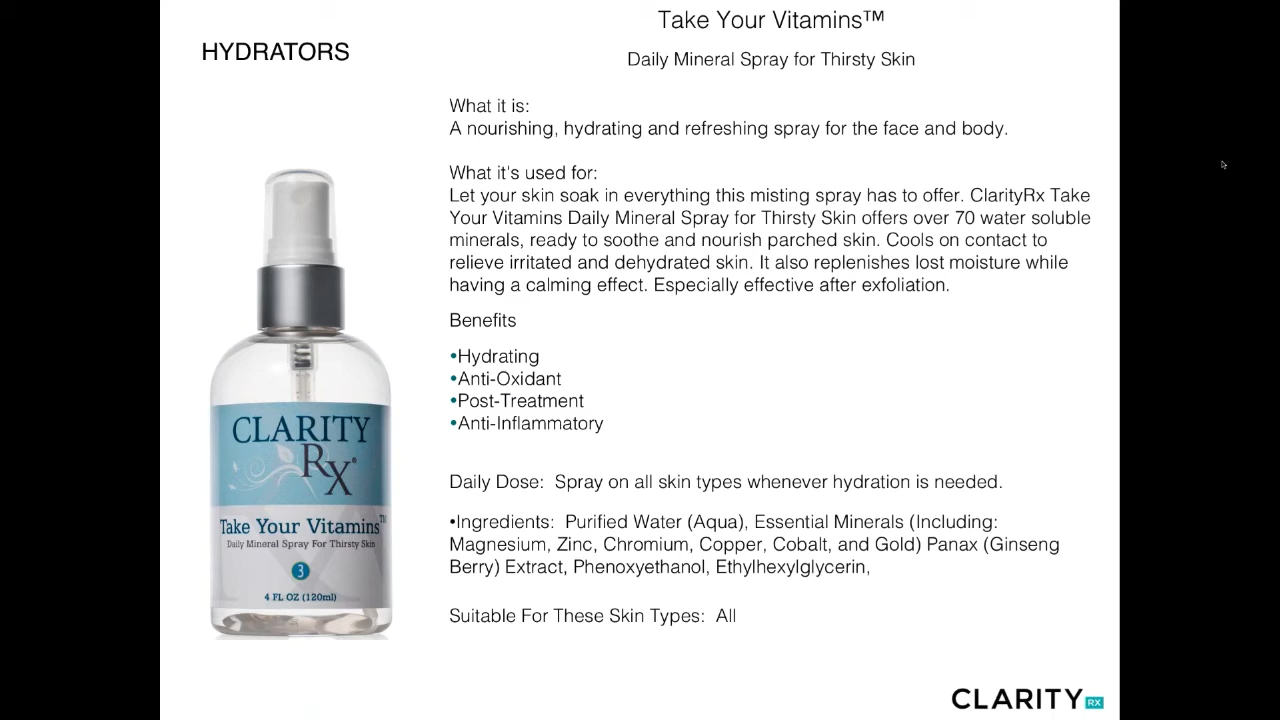 HYDRATORS
Take Your Vitamins™
Daily Mineral Spray for Thirsty Skin
What it is:
A nourishing, hydrating and refreshing spray for the face and body.
What it's used for:
Let your skin soak in everything this misting spray has to offer. ClarityRx Take
Your Vitamins Daily Mineral Spray for Thirsty Skin offers over 70 water soluble
minerals, ready to soothe and nourish parched skin. Cools on contact to
relieve irritated and dehydrated skin. It also replenishes lost moisture while
having a calming effect. Especially effective after exfoliation.
Benefits
•Hydrating
•Anti-Oxidant
•Post-Treatment
•Anti-Inflammatory
Daily Dose:  Spray on all skin types whenever hydration is needed.
•Ingredients:  Purified Water (Aqua), Essential Minerals (Including:
Magnesium, Zinc, Chromium, Copper, Cobalt, and Gold) Panax (Ginseng
Berry) Extract, Phenoxyethanol, Ethylhexylglycerin,
Suitable For These Skin Types:  All
CLARITY
RX®
Take Your Vitamins™
Daily Mineral Spray For Thirsty Skin
3
4 FL OZ (120ml)
CLARITY RX